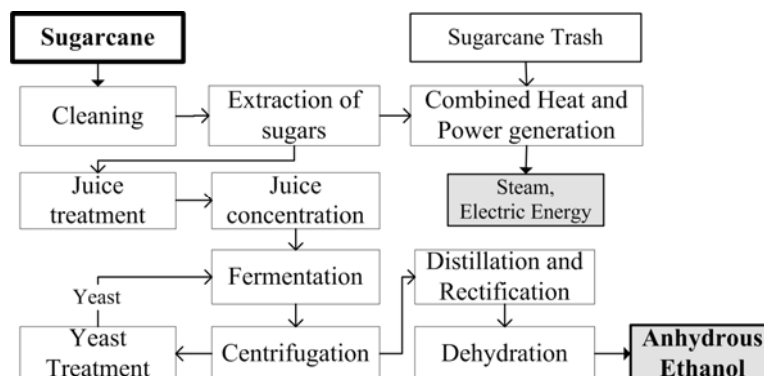 Sugarcane
Sugarcane Trash
Cleaning
Extraction of
sugars
Combined Heat and
Power generation
Juice
treatment
Juice
concentration
Steam,
Electric Energy
Fermentation
Distillation and
Rectification
Yeast
Yeast
Treatment
Centrifugation
Dehydration
Anhydrous
Ethanol